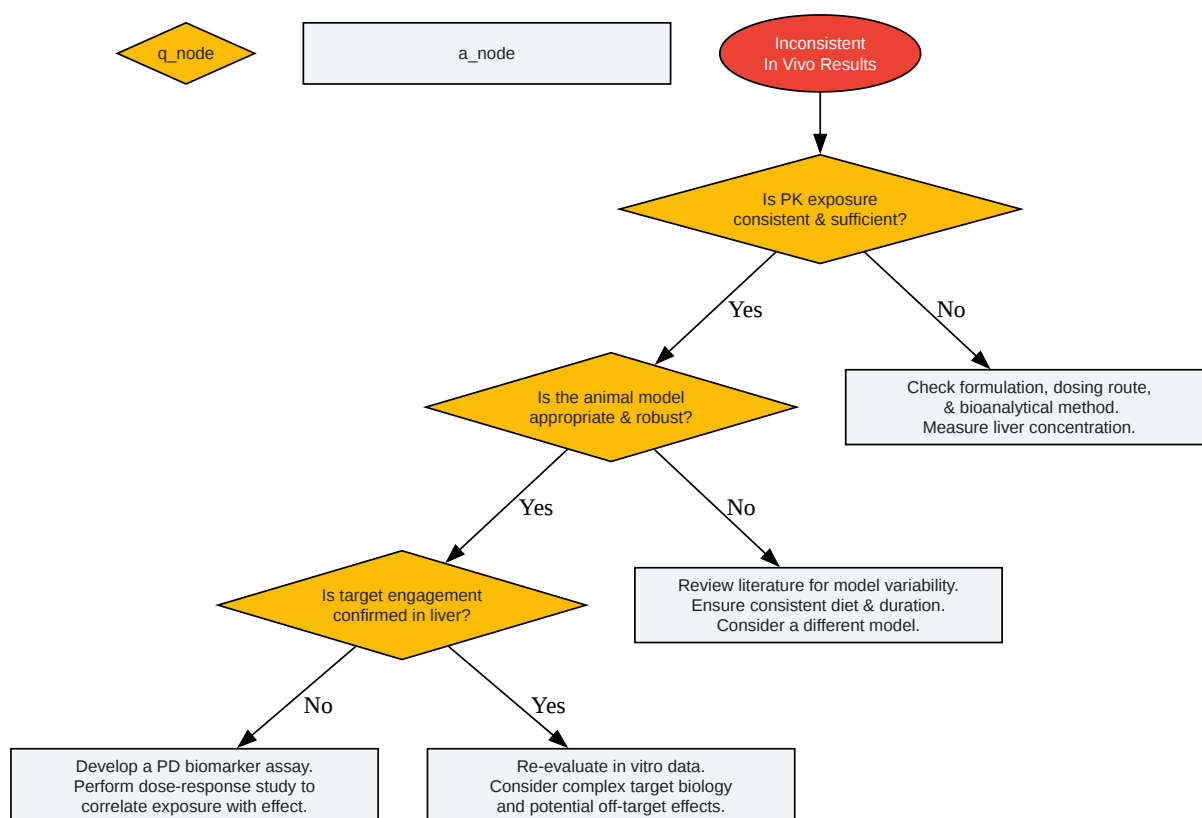 q_node
a_node
Inconsistent
In Vivo Results
Is PK exposure
consistent & sufficient?
Yes
No
Is the animal model
appropriate & robust?
Check formulation, dosing route,
& bioanalytical method.
Measure liver concentration.
Yes
No
Is target engagement
confirmed in liver?
Review literature for model variability.
Ensure consistent diet & duration.
Consider a different model.
No
Yes
Develop a PD biomarker assay.
Perform dose-response study to
correlate exposure with effect.
Re-evaluate in vitro data.
Consider complex target biology
and potential off-target effects.